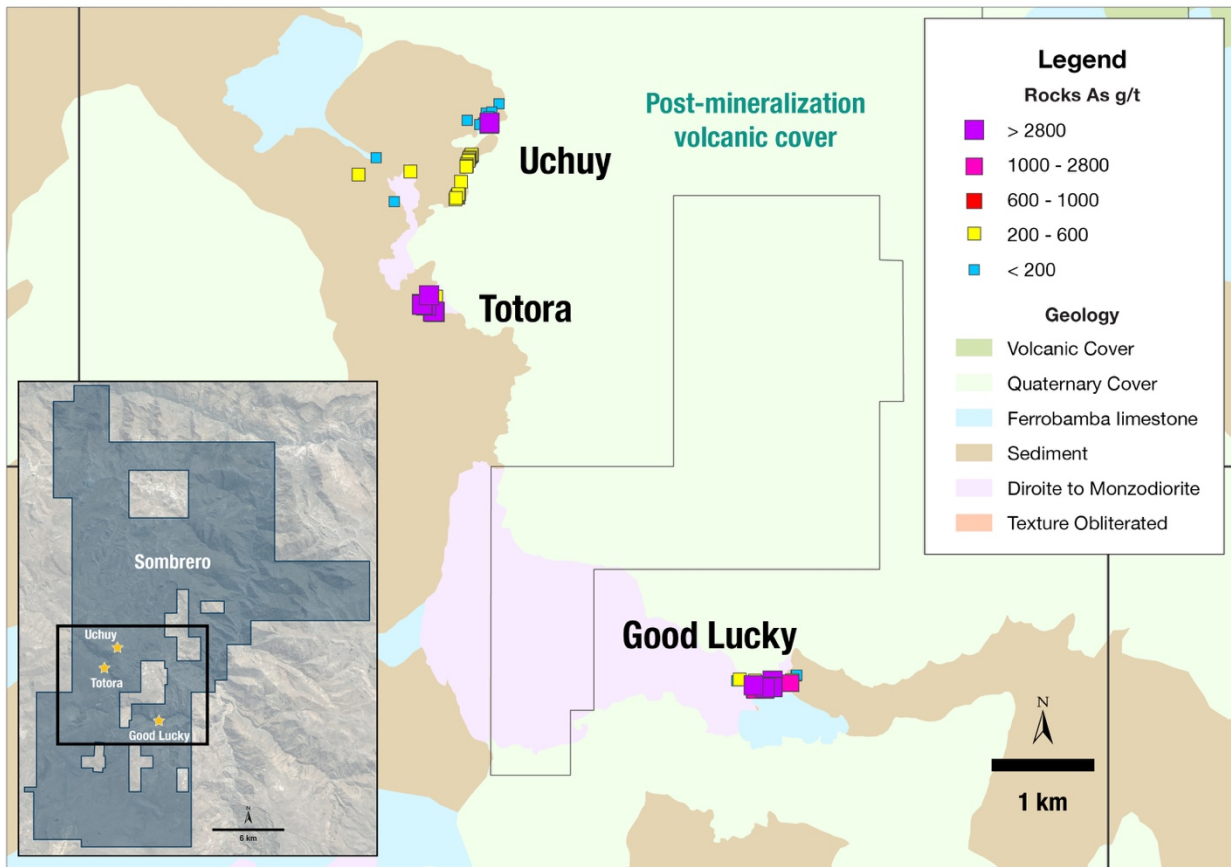 Post-mineralization
volcanic cover
Uchuy
Totora
Good Lucky
Legend
Rocks As g/t
> 2800
1000 - 2800
600 - 1000
200 - 600
< 200
Geology
Volcanic Cover
Quaternary Cover
Ferrobamba limestone
Sediment
Diroite to Monzodiorite
Texture Obliterated
N
1 km
Sombrero
Uchuy
Totora
Good Lucky
N
6 km